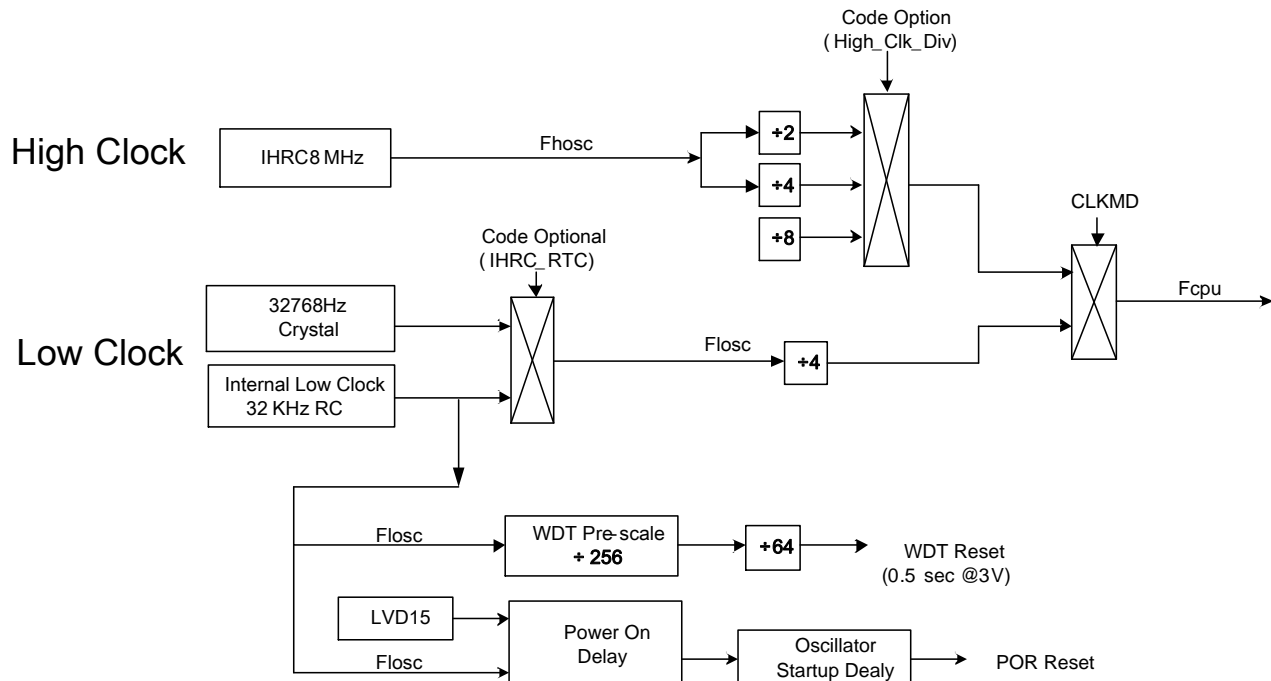 Code Option
( High_Clk_Div)
High Clock
IHRC8 MHz
Fhosc
÷2
÷4
÷8
CLKMD
Code Optional
( IHRC_RTC)
Fcpu
Low Clock
32768Hz
Crystal
Internal Low Clock
32 KHz RC
Flosc
÷4
Flosc
WDT Pre-scale
÷ 256
÷64
WDT Reset
(0.5 sec @3V)
LVD15
Flosc
Power On
Delay
Oscillator
Startup Dealy
POR Reset